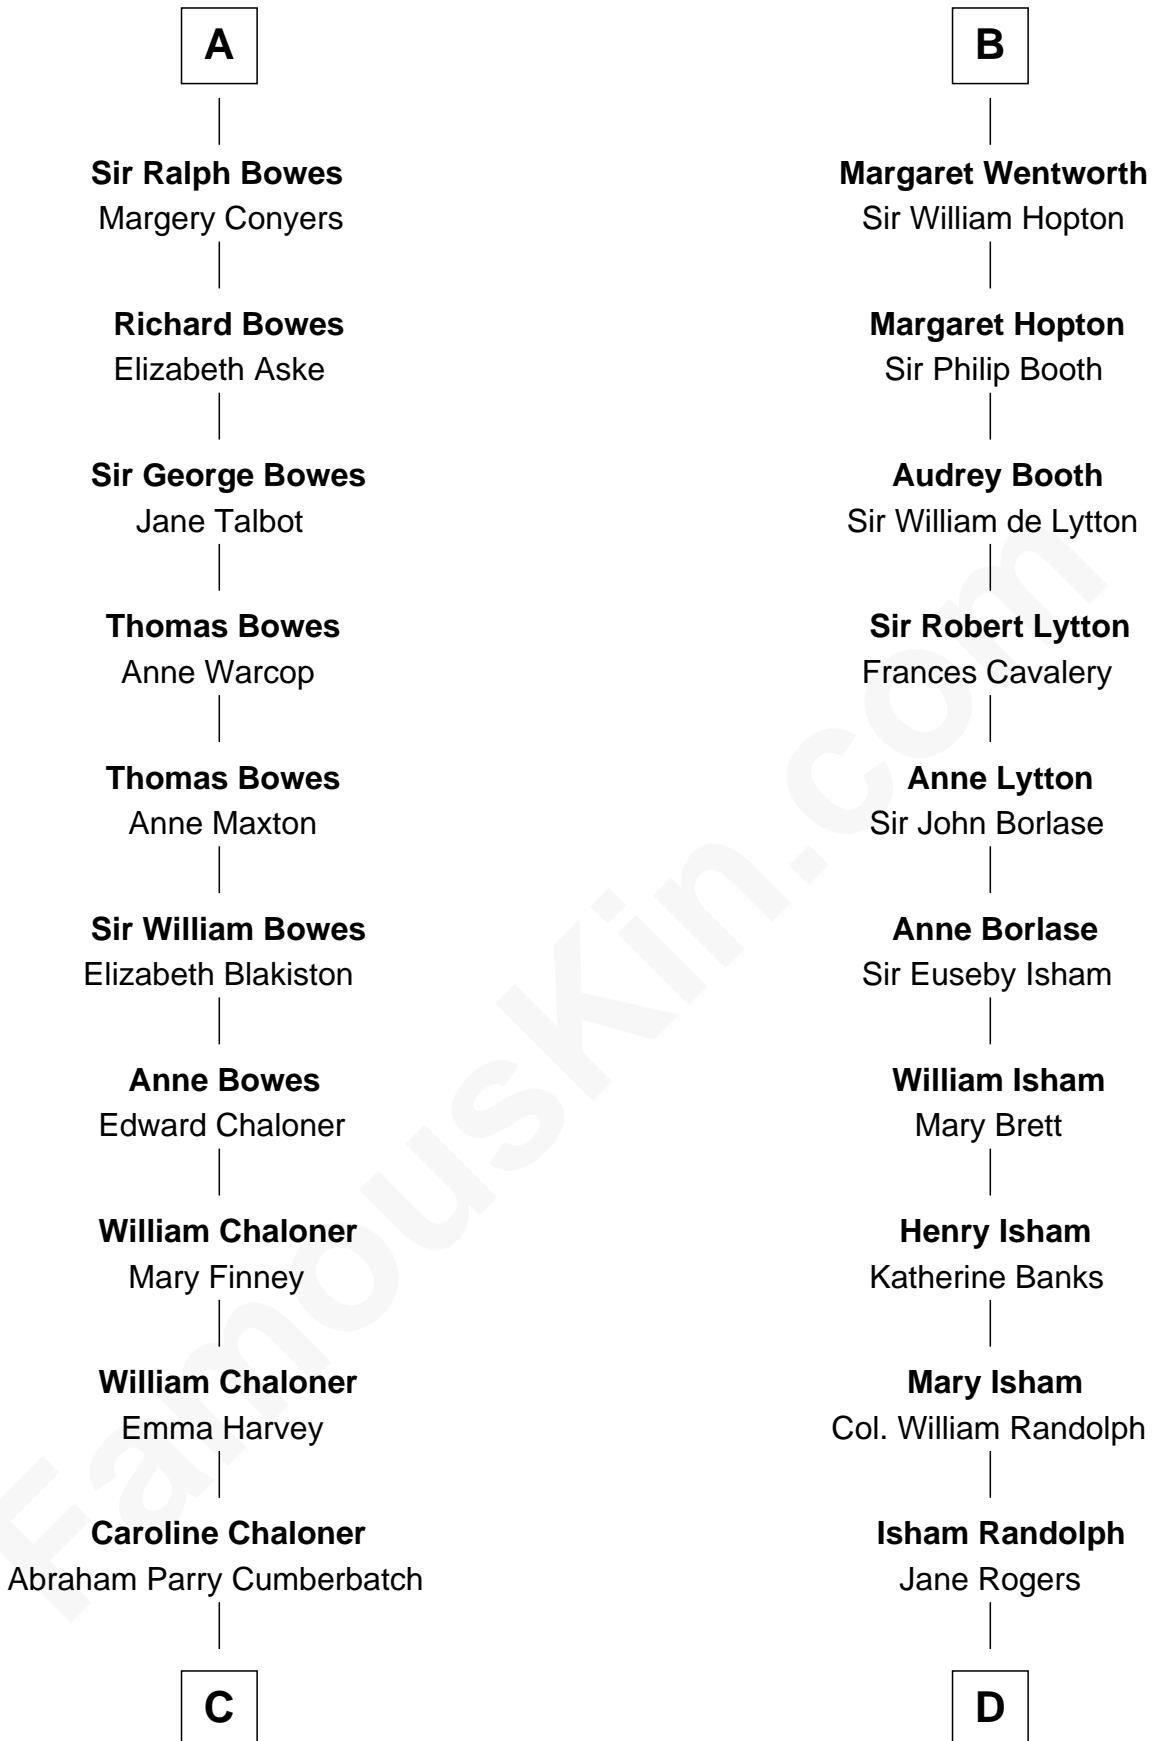 A
Sir Ralph Bowes
Margery Conyers
Richard Bowes
Elizabeth Aske
Sir George Bowes
Jane Talbot
Thomas Bowes
Anne Warcop
Thomas Bowes
Anne Maxton
Sir William Bowes
Elizabeth Blakiston
Anne Bowes
Edward Chaloner
William Chaloner
Mary Finney
William Chaloner
Emma Harvey
Caroline Chaloner
Abraham Parry Cumberbatch
C
B
Margaret Wentworth
Sir William Hopton
Margaret Hopton
Sir Philip Booth
Audrey Booth
Sir William de Lytton
Sir Robert Lytton
Frances Cavalery
Anne Lytton
Sir John Borlase
Anne Borlase
Sir Euseby Isham
William Isham
Mary Brett
Henry Isham
Katherine Banks
Mary Isham
Col. William Randolph
Isham Randolph
Jane Rogers
D
FamousKin.com